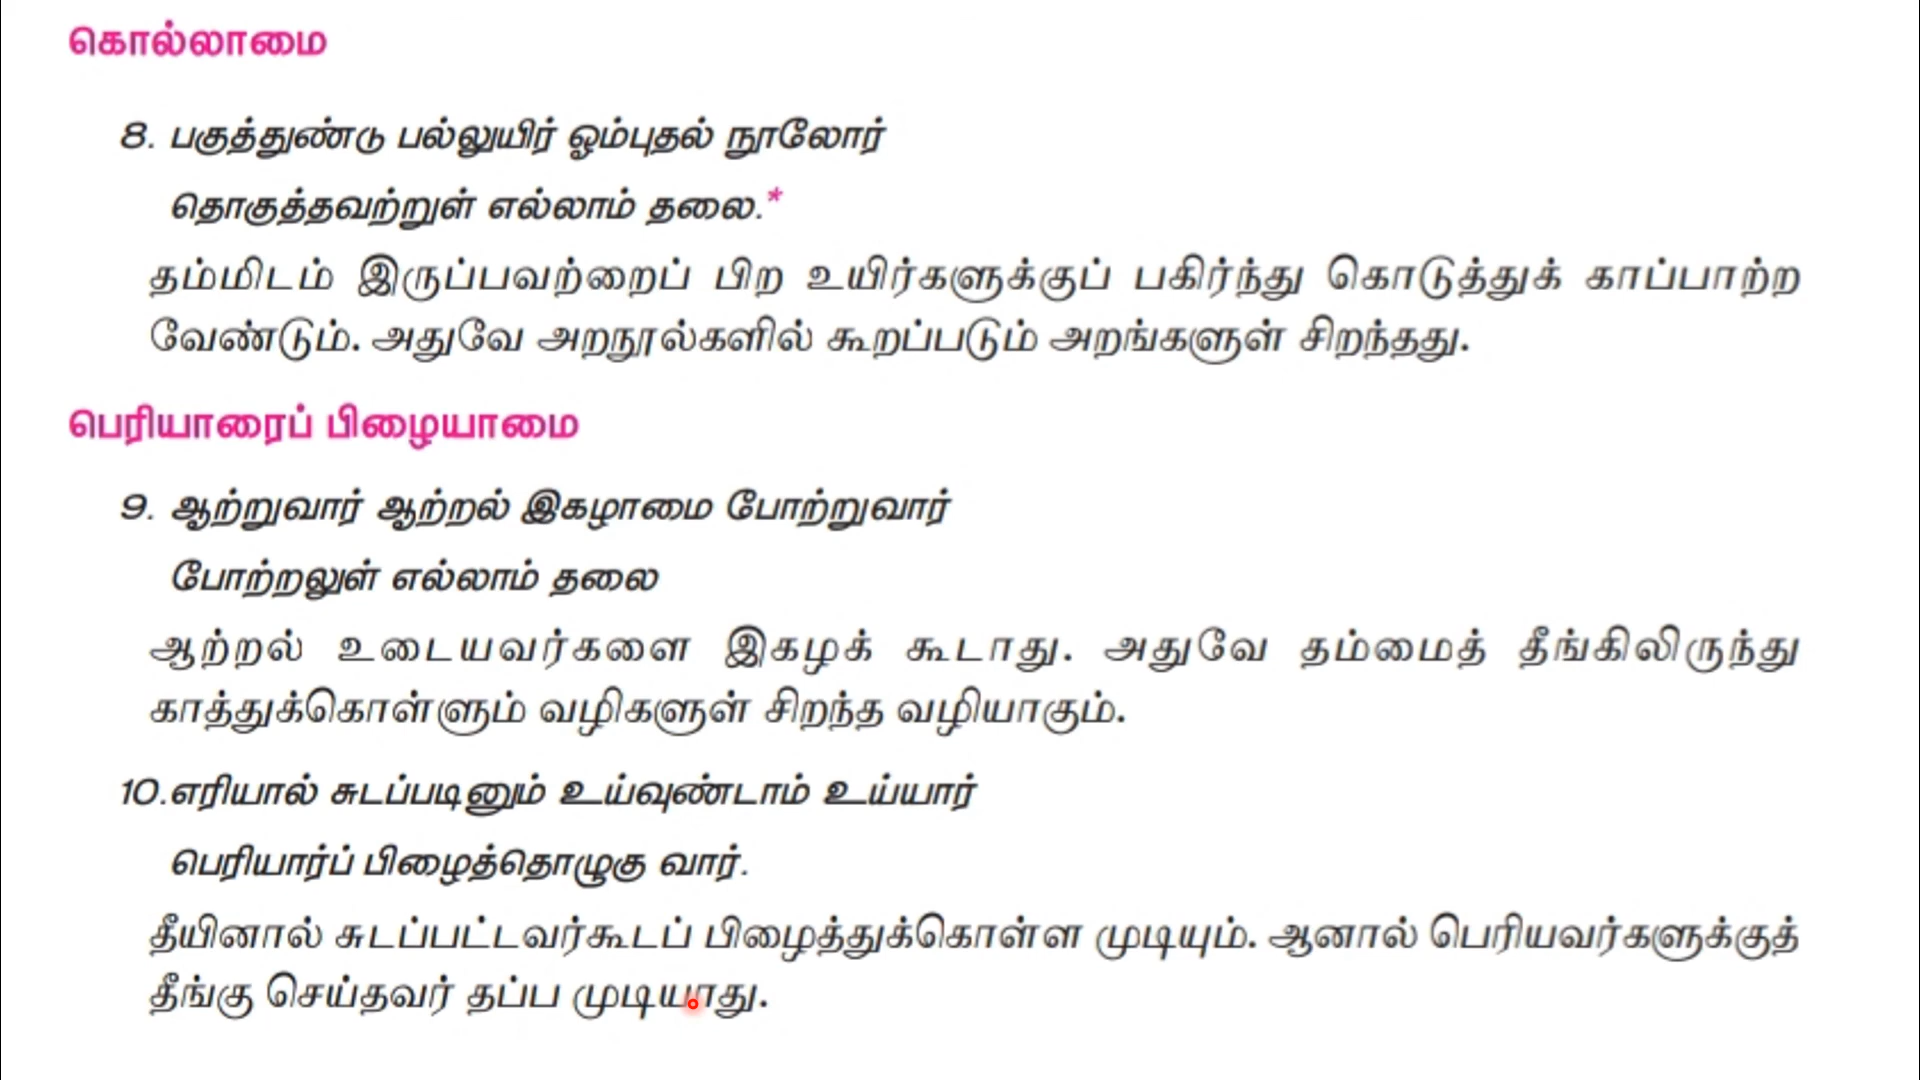 கொல்லாமை
8. பகுத்துண்டு பல்லுயிர் ஓம்புதல் நூலோர்
தொகுத்தவற்றுள் எல்லாம் தலை.*
தம்மிடம் இருப்பவற்றைப் பிற உயிர்களுக்குப் பகிர்ந்து கொடுத்துக் காப்பாற்ற
வேண்டும். அதுவே அறநூல்களில் கூறப்படும் அறங்களுள் சிறந்தது.
பெரியாரைப் பிழையாமை
9. ஆற்றுவார் ஆற்றல் இகழாமை போற்றுவார்
போற்றலுள் எல்லாம் தலை
ஆற்றல் உடையவர்களை இகழக் கூடாது. அதுவே தம்மைத் தீங்கிலிருந்து
காத்துக்கொள்ளும் வழிகளுள் சிறந்த வழியாகும்.
10.எரியால் சுடப்படினும் உய்வுண்டாம் உய்யார்
பெரியார்ப் பிழைத்தொழுகு வார்.
தீயினால் சுடப்பட்டவர்கூடப் பிழைத்துக்கொள்ள முடியும். ஆனால் பெரியவர்களுக்குத்
தீங்கு செய்தவர் தப்ப முடியாது.